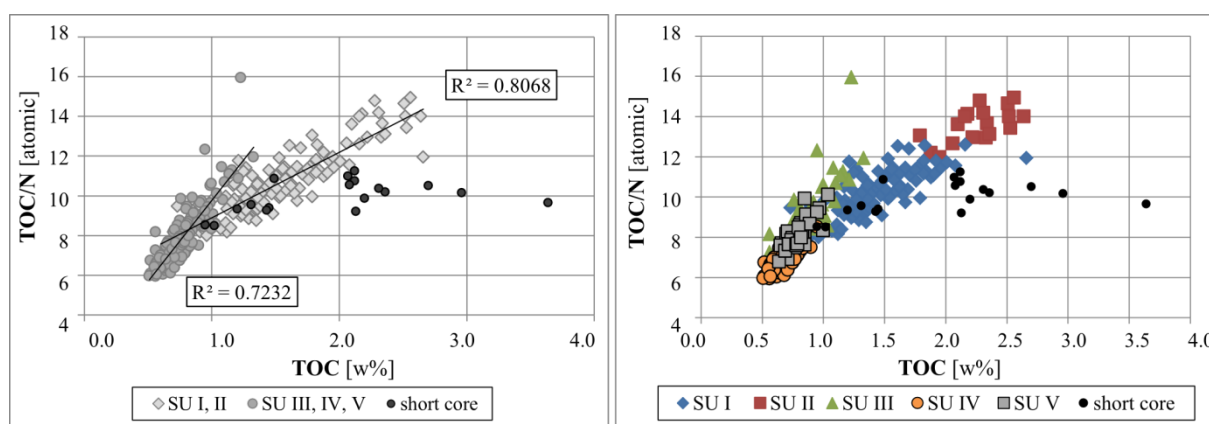 18
16
14
12
10
8
6
4
TOC/N [atomic]
R² = 0.8068
R² = 0.7232
0.0 1.0 2.0 3.0 4.0
TOC [w%]
SU I, II SU III, IV, V short core
18
16
14
12
10
8
6
4
TOC/N [atomic]
0.0 0.5 1.0 1.5 2.0 2.5 3.0 3.5 4.0
TOC [w%]
SU I SU II SU III SU IV SU V short core